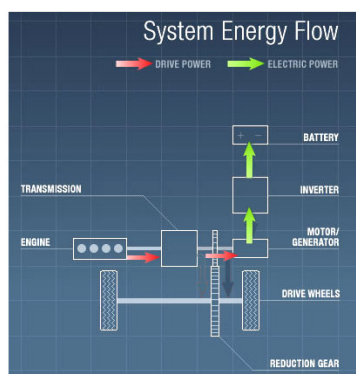 System Energy Flow
DRIVE POWER
ELECTRIC POWER
BATTERY
+ -
TRANSMISSION
INVERTER
ENGINE
MOTOR/
GENERATOR
DRIVE WHEELS
REDUCTION GEAR